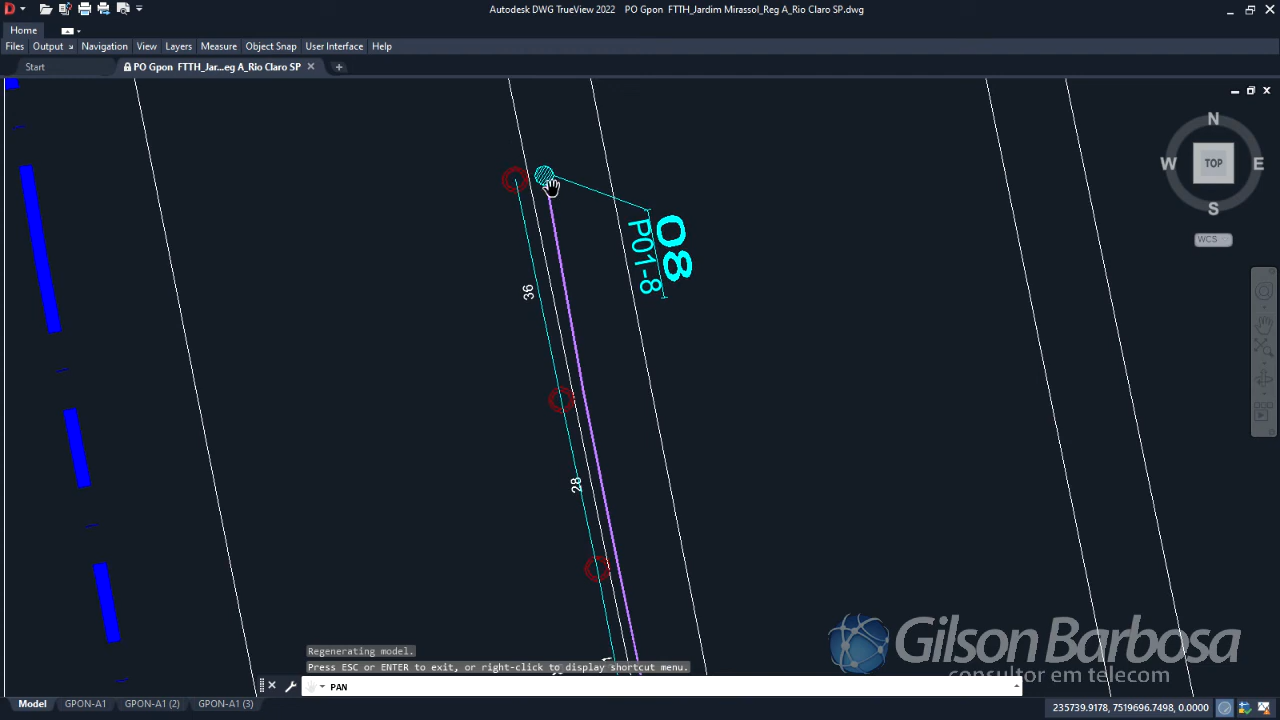 Autodesk DWG TrueView 2022 PO Gpon FTTH_Jardim Mirassol_Reg A_Rio Claro SP.dwg
Home
Files Output Navigation View Layers Measure Object Snap User Interface Help
Start PO Gpon FTTH_Jar...eg A_Rio Claro SP
N
W TOP E
S
WCS
08
P01-8
36
28
Regenerating model.
Press ESC or ENTER to exit, or right-click to display shortcut menu.
PAN
Gilson Barbosa
consultor em telecom
Model GPON-A1 GPON-A1 (2) GPON-A1 (3)
235739.9178, 7519696.7498, 0.0000